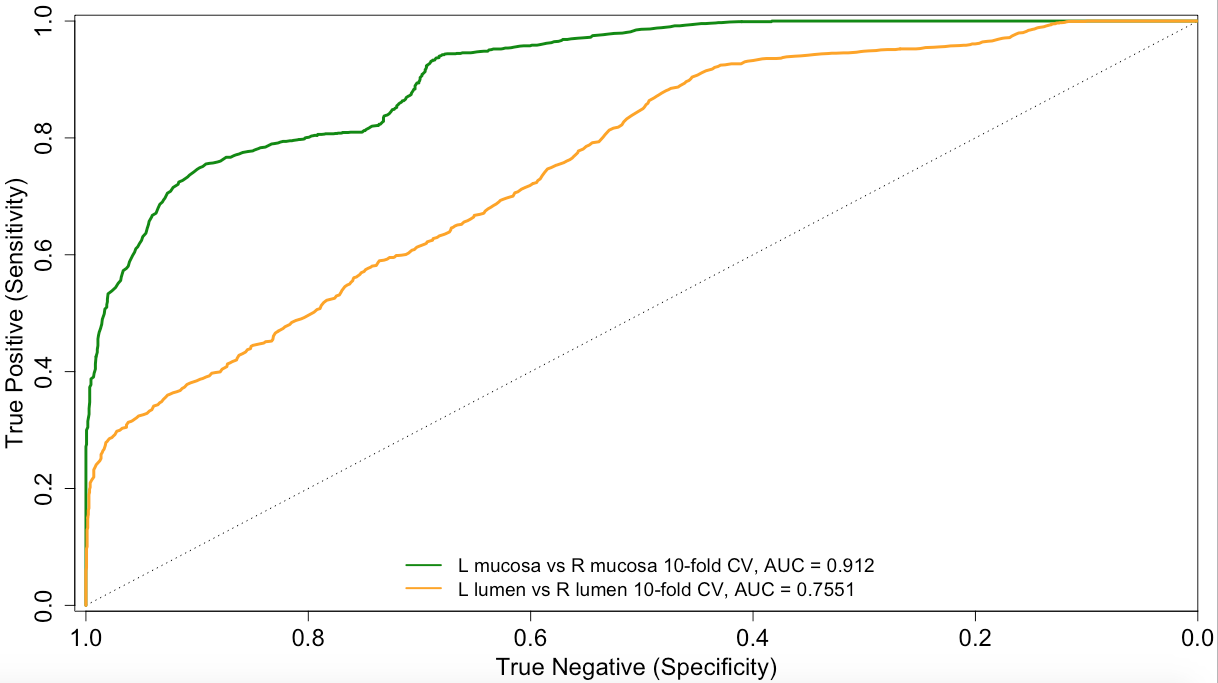 True Positive (Sensitivity)
1.0
0.8
0.6
0.4
0.2
0.0
L mucosa vs R mucosa 10-fold CV, AUC = 0.912
L lumen vs R lumen 10-fold CV, AUC = 0.7551
1.0 0.8 0.6 0.4 0.2 0.0
True Negative (Specificity)